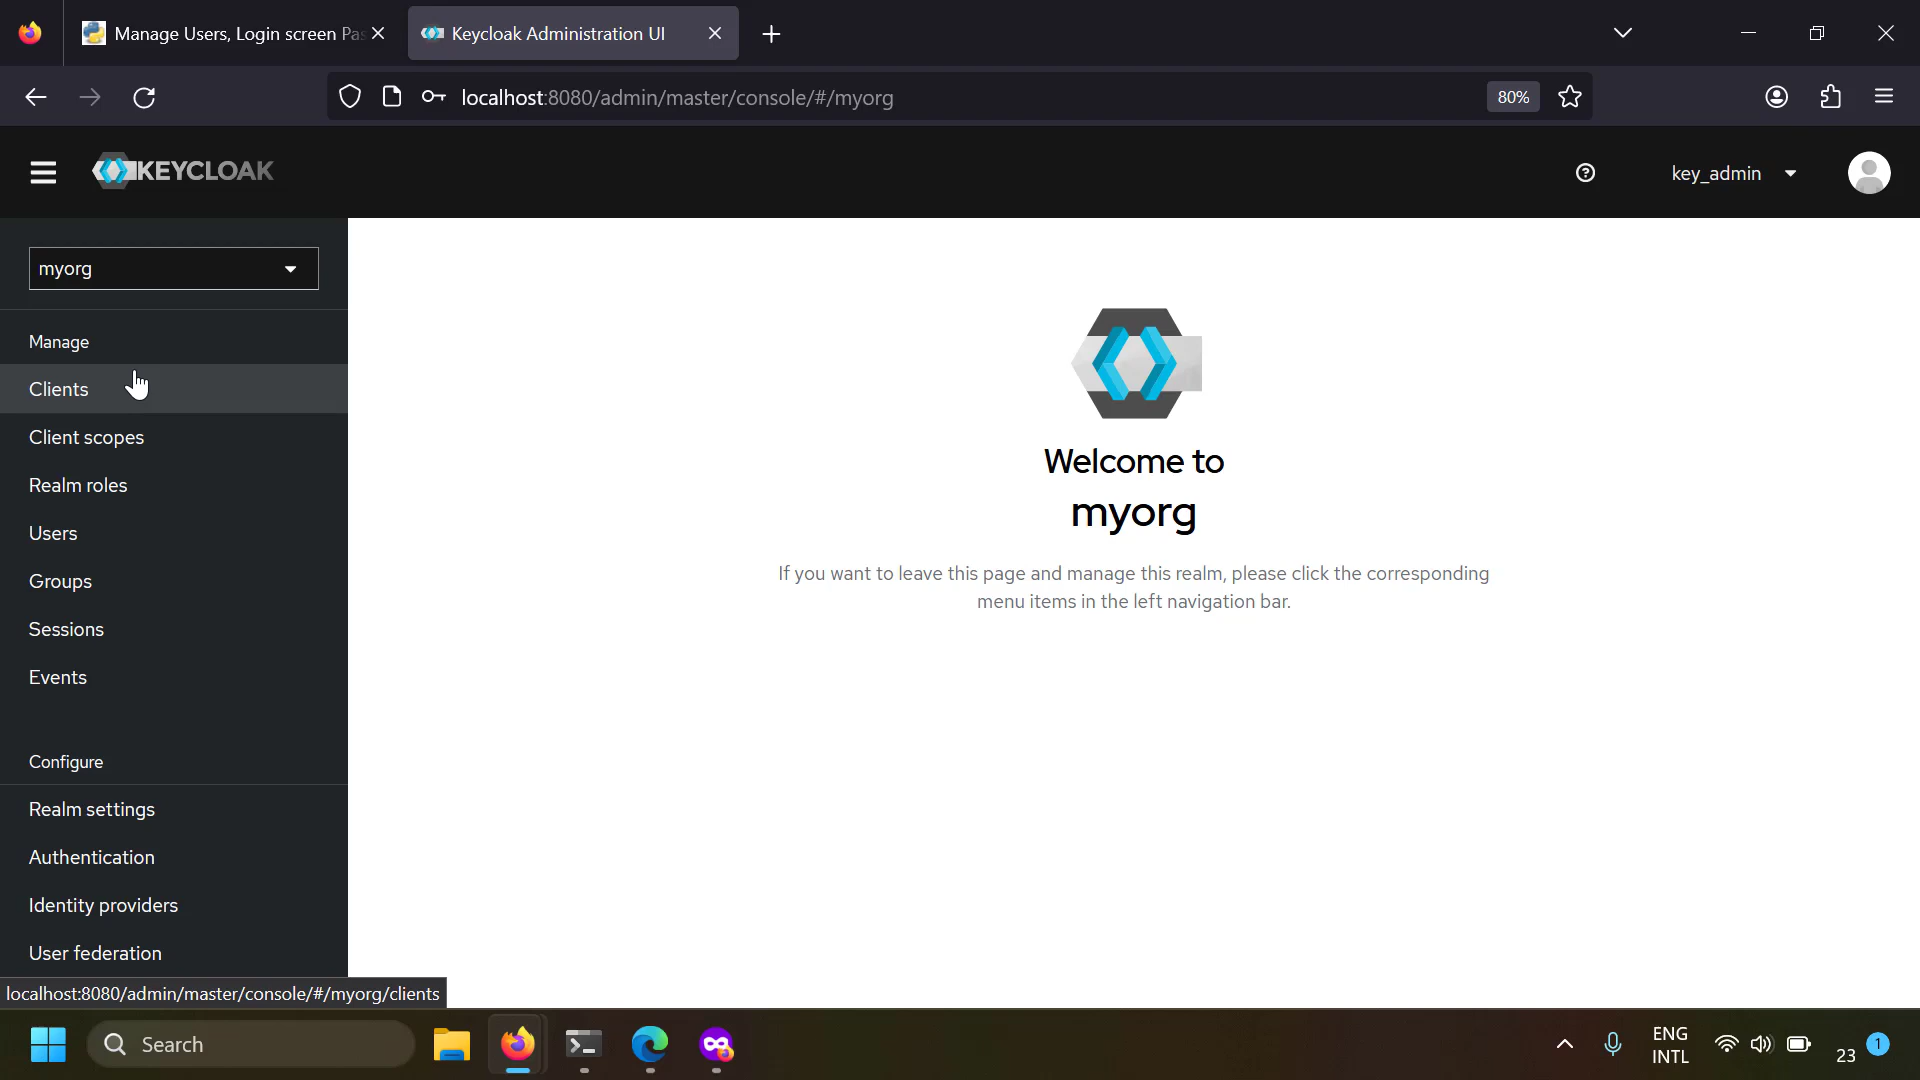 Manage Users, Login screen Pa
Keycloak Administration UI
localhost:8080/admin/master/console/#/myorg
80%
KEYCLOAK
key_admin
myorg
Manage
Clients
Client scopes
Realm roles
Users
Groups
Sessions
Events
Configure
Realm settings
Authentication
Identity providers
User federation
localhost:8080/admin/master/console/#/myorg/clients
Welcome to
myorg
If you want to leave this page and manage this realm, please click the corresponding
menu items in the left navigation bar.
Search
ENG
INTL
23
1